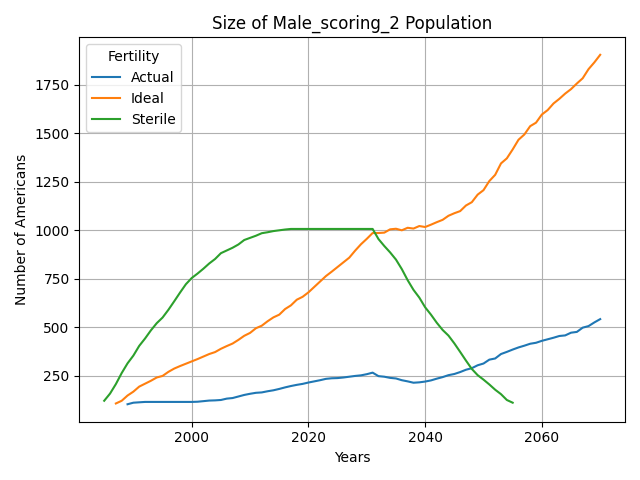 Size of Male_scoring_2 Population
Fertility
Actual
Ideal
Sterile
Number of Americans
1750
1500
1250
1000
750
500
250
2000
2020
2040
2060
Years